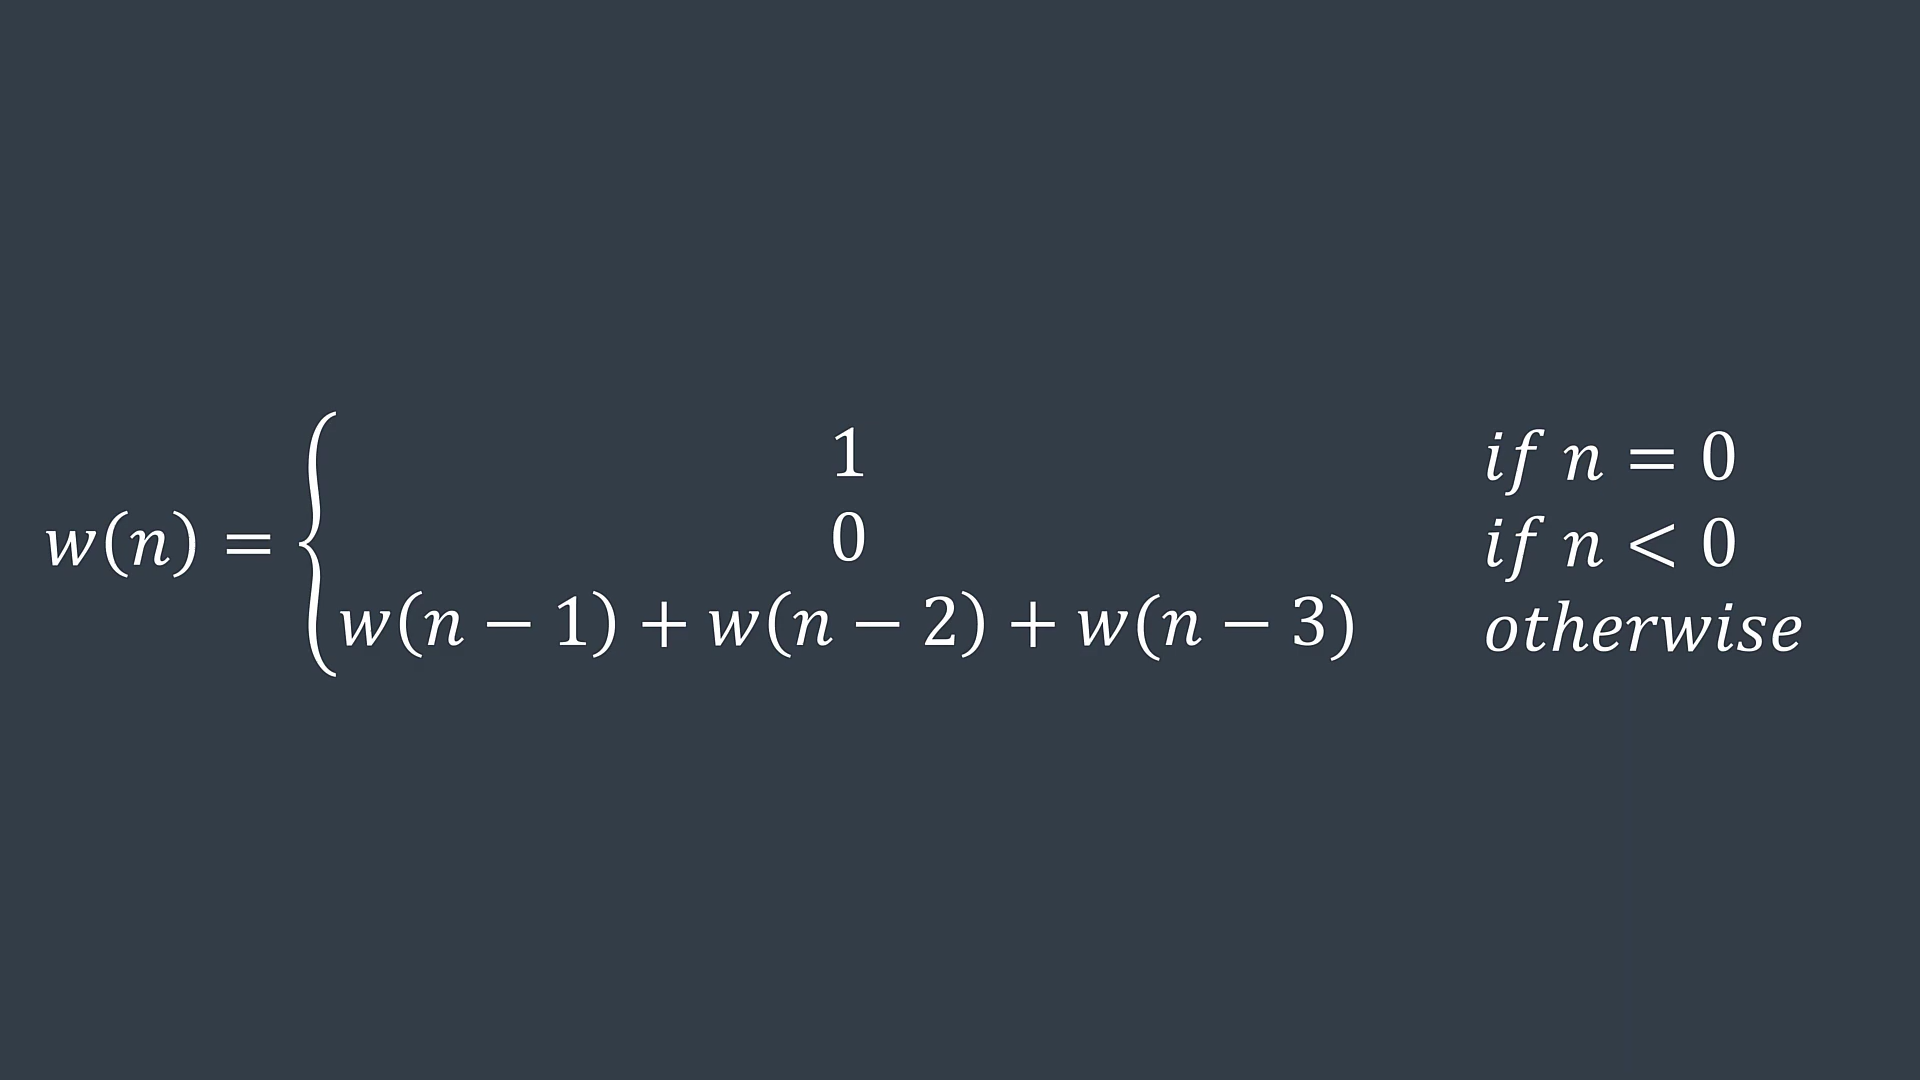 1 if n = 0
w(n) = { 0 if n < 0
w(n − 1) + w(n − 2) + w(n − 3) otherwise